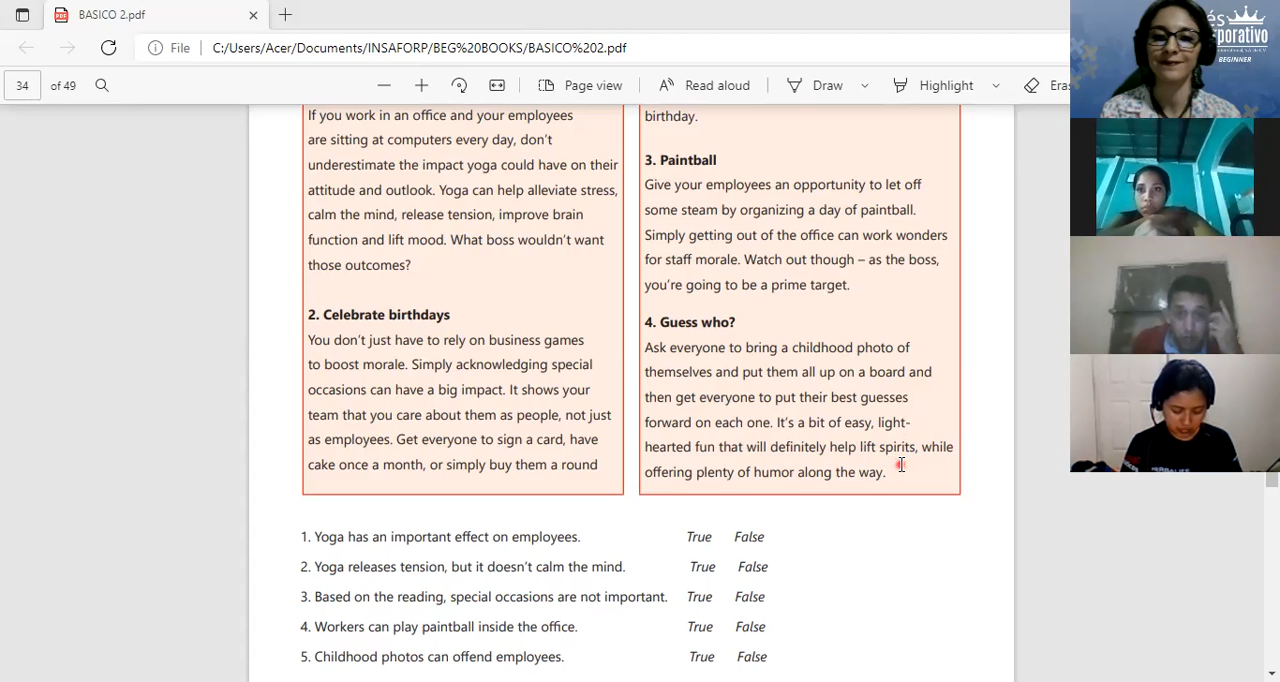 BASICO 2.pdf
File
C:/Users/Acer/Documents/INSAFORP/BEG%20BOOKS/BASICO%202.pdf
34 of 49
Page view
Read aloud
Draw
Highlight
Eras
és
rporativo
BEGINNER
If you work in an office and your employees
are sitting at computers every day, don't
underestimate the impact yoga could have on their
attitude and outlook. Yoga can help alleviate stress,
calm the mind, release tension, improve brain
function and lift mood. What boss wouldn't want
those outcomes?
2. Celebrate birthdays
You don't just have to rely on business games
to boost morale. Simply acknowledging special
occasions can have a big impact. It shows your
team that you care about them as people, not just
as employees. Get everyone to sign a card, have
cake once a month, or simply buy them a round
birthday.
3. Paintball
Give your employees an opportunity to let off
some steam by organizing a day of paintball.
Simply getting out of the office can work wonders
for staff morale. Watch out though – as the boss,
you're going to be a prime target.
4. Guess who?
Ask everyone to bring a childhood photo of
themselves and put them all up on a board and
then get everyone to put their best guesses
forward on each one. It's a bit of easy, light-
hearted fun that will definitely help lift spirits, while
offering plenty of humor along the way.
1. Yoga has an important effect on employees. True False
2. Yoga releases tension, but it doesn't calm the mind. True False
3. Based on the reading, special occasions are not important. True False
4. Workers can play paintball inside the office. True False
5. Childhood photos can offend employees. True False